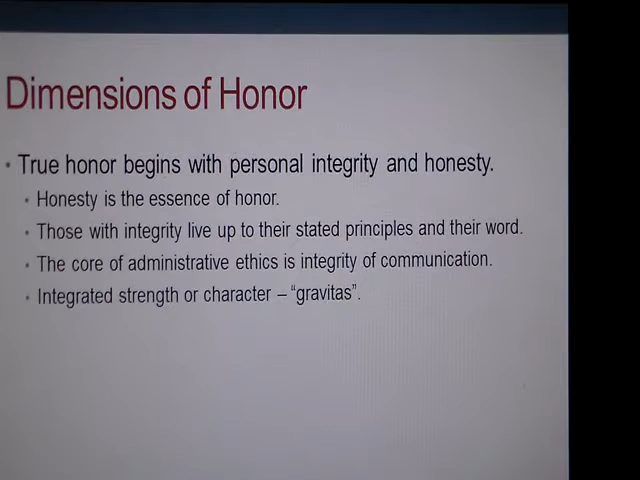 Dimensions of Honor
• True honor begins with personal integrity and honesty.
• Honesty is the essence of honor.
• Those with integrity live up to their stated principles and their word.
• The core of administrative ethics is integrity of communication.
• Integrated strength or character – “gravitas”.